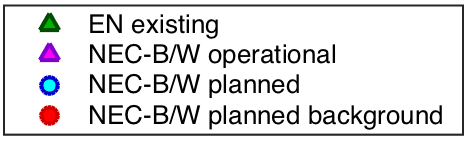 EN existing
NEC-B/W operational
NEC-B/W planned
NEC-B/W planned background